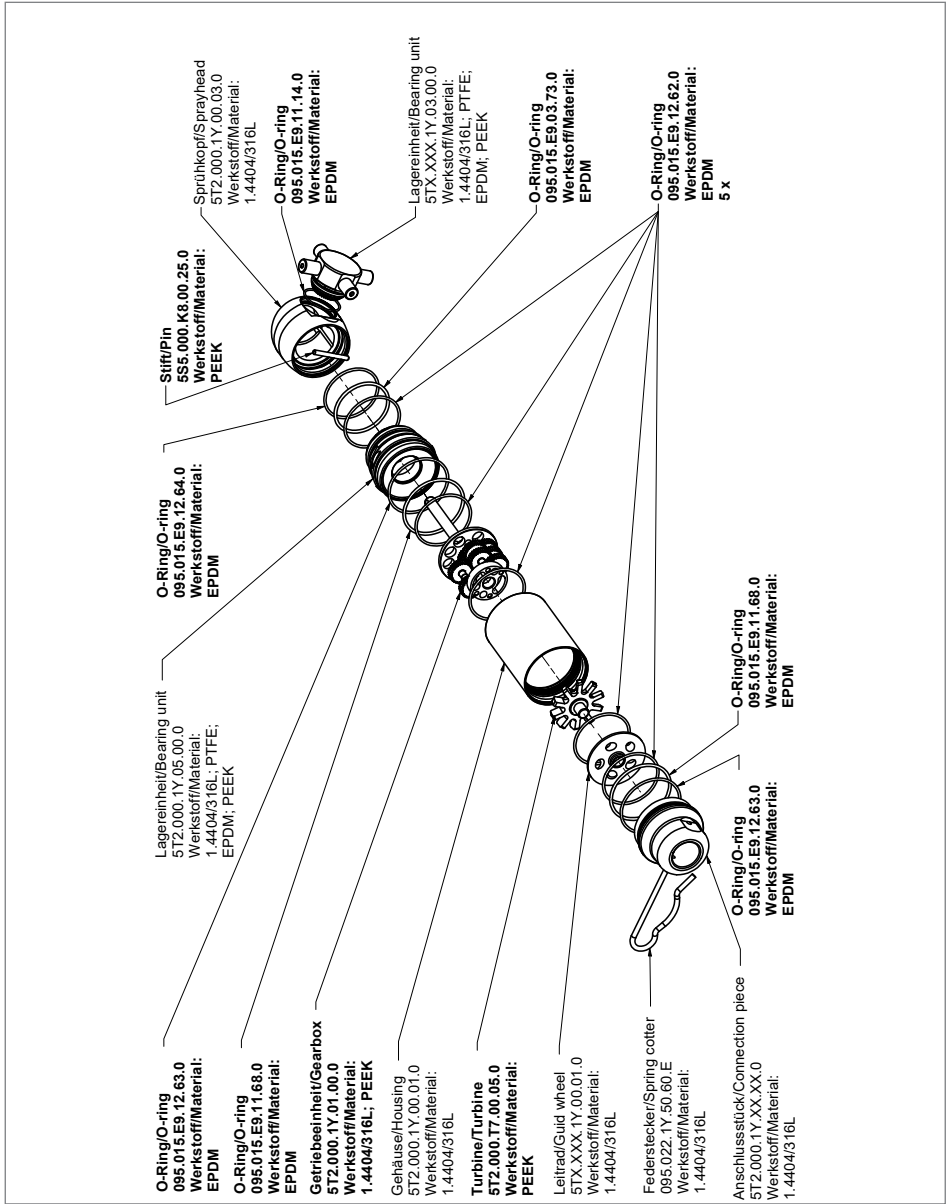 O-Ring/O-ring
095.015.E9.12.63.0
Werkstoff/Material:
EPDM
O-Ring/O-ring
095.015.E9.11.68.0
Werkstoff/Material:
EPDM
Getriebeeinheit/Gearbox
5T2.000.1Y.01.00.0
Werkstoff/Material:
1.4404/316L; PEEK
Gehäuse/Housing
5T2.000.1Y.00.01.0
Werkstoff/Material:
1.4404/316L
Turbine/Turbine
5T2.000.T7.00.05.0
Werkstoff/Material:
PEEK
Leitrad/Guid wheel
5TX.XXX.1Y.00.01.0
Werkstoff/Material:
1.4404/316L
Federstecker/Spring cotter
095.022.1Y.50.60.E
Werkstoff/Material:
1.4404/316L
Anschlussstück/Connection piece
5T2.000.1Y.XX.XX.0
Werkstoff/Material:
1.4404/316L
Lagereinheit/Bearing unit
5T2.000.1Y.05.00.0
Werkstoff/Material:
1.4404/316L; PTFE;
EPDM; PEEK
O-Ring/O-ring
095.015.E9.12.64.0
Werkstoff/Material:
EPDM
Stift/Pin
5S5.000.K8.00.25.0
Werkstoff/Material:
PEEK
Sprühkopf/Sprayhead
5T2.000.1Y.00.03.0
Werkstoff/Material:
1.4404/316L
O-Ring/O-ring
095.015.E9.11.14.0
Werkstoff/Material:
EPDM
Lagereinheit/Bearing unit
5TX.XXX.1Y.03.00.0
Werkstoff/Material:
1.4404/316L; PTFE;
EPDM; PEEK
O-Ring/O-ring
095.015.E9.03.73.0
Werkstoff/Material:
EPDM
O-Ring/O-ring
095.015.E9.12.62.0
Werkstoff/Material:
EPDM
5 x
O-Ring/O-ring
095.015.E9.11.68.0
Werkstoff/Material:
EPDM
O-Ring/O-ring
095.015.E9.12.63.0
Werkstoff/Material:
EPDM